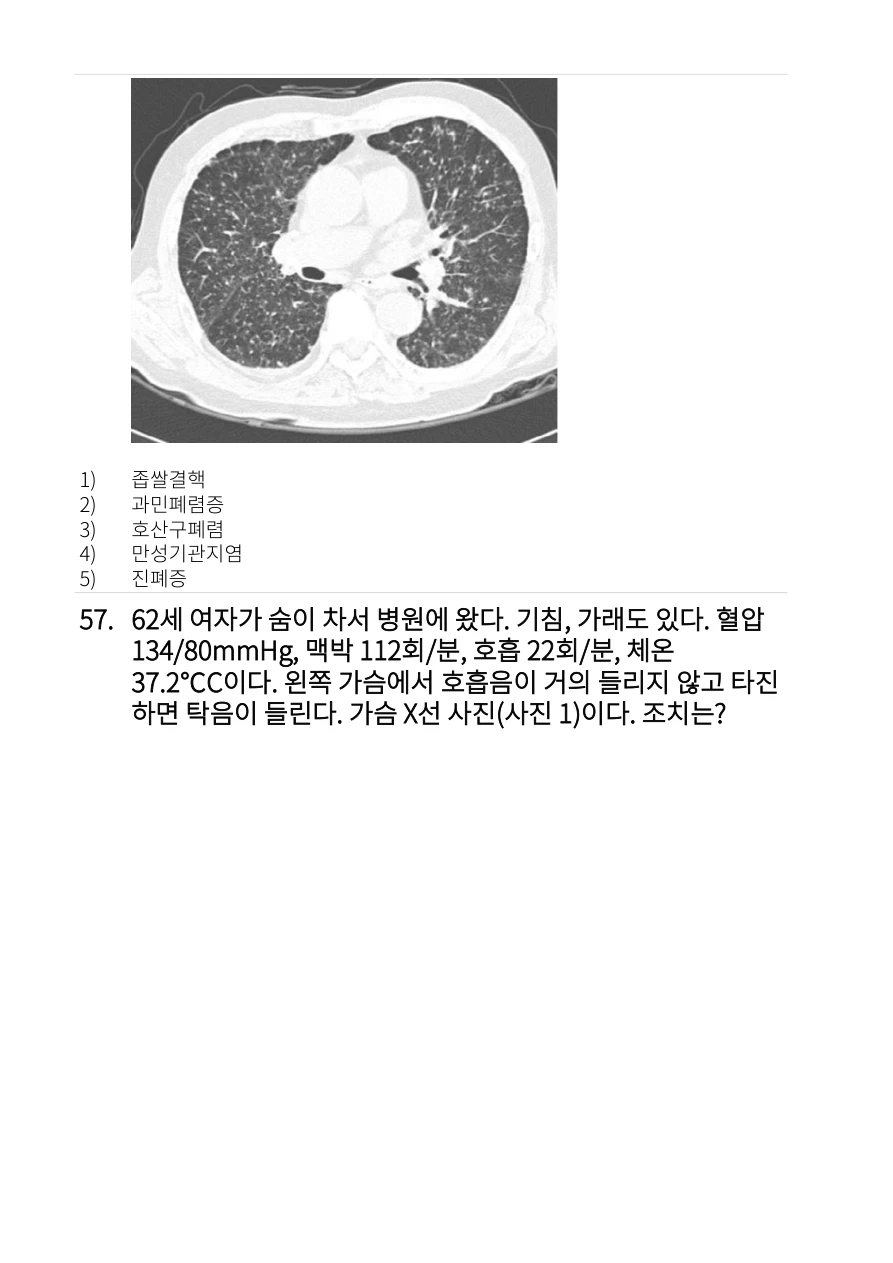 1) 좁쌀결핵
2) 과민폐렴증
3) 호산구폐렴
4) 만성기관지염
5) 진폐증
57. 62세 여자가 숨이 차서 병원에 왔다. 기침, 가래도 있다. 혈압
134/80mmHg, 맥박 112회/분, 호흡 22회/분, 체온
37.2°CC이다. 왼쪽 가슴에서 호흡음이 거의 들리지 않고 타진
하면 탁음이 들린다. 가슴 X선 사진(사진 1)이다. 조치는?